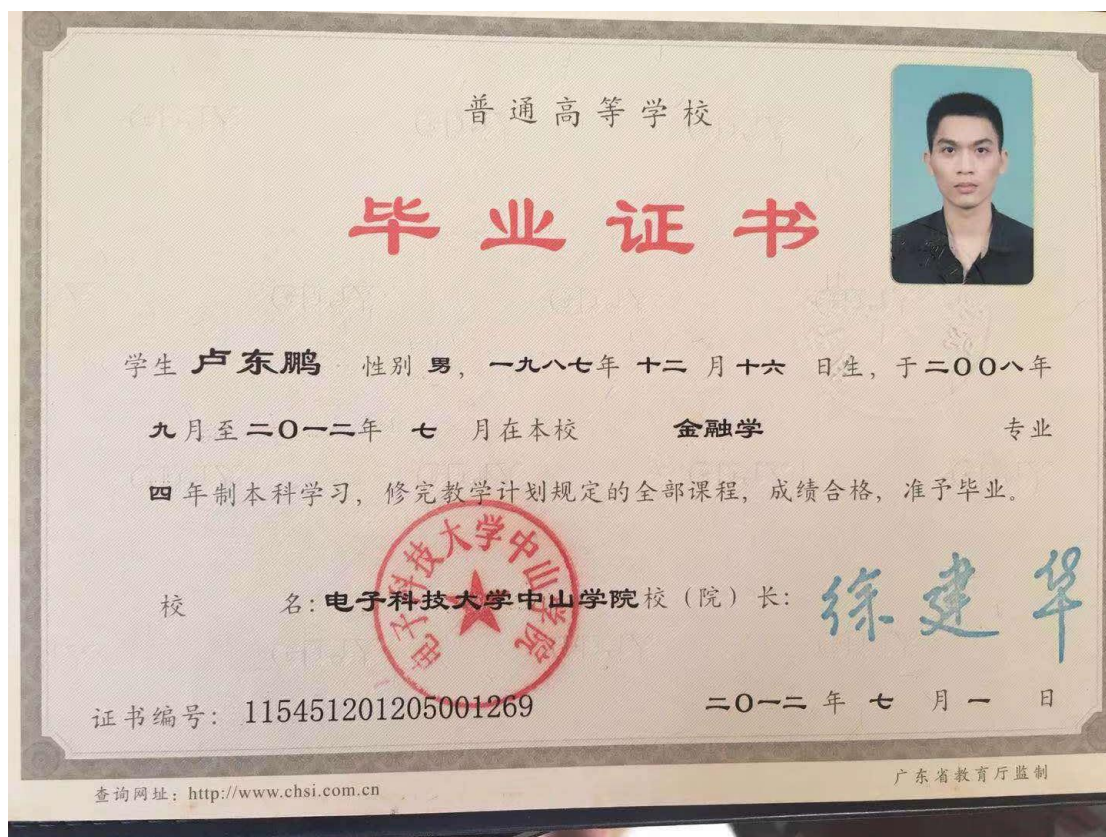 普通高等学校
毕业证书
学生 卢东鹏 性别 男，一九八七年 十二 月 十六 日生，于二〇〇八年
九月至二〇一二年 七 月在本校 金融学 专业
四年制本科学习，修完教学计划规定的全部课程，成绩合格，准予毕业。
电子科技大学中山学院
校 名：电子科技大学中山学院 校（院）长：徐建华
证书编号：115451201205001269 二〇一二 年 七 月 一 日
查询网址：http://www.chsi.com.cn 广东省教育厅监制